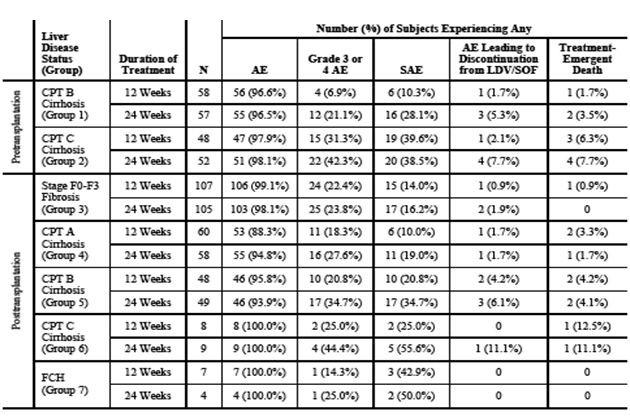 Number (%) of Subjects Experiencing Any
Liver Disease Status (Group) Duration of Treatment N AE Grade 3 or 4 AE SAE AE Leading to Discontinuation from LDV/SOF Treatment-Emergent Death
Pretransplantation
CPT B Cirrhosis (Group 1) 12 Weeks 58 56 (96.6%) 4 (6.9%) 6 (10.3%) 1 (1.7%) 1 (1.7%)
24 Weeks 57 55 (96.5%) 12 (21.1%) 16 (28.1%) 3 (5.3%) 2 (3.5%)
CPT C Cirrhosis (Group 2) 12 Weeks 48 47 (97.9%) 15 (31.3%) 19 (39.6%) 1 (2.1%) 3 (6.3%)
24 Weeks 52 51 (98.1%) 22 (42.3%) 20 (38.5%) 4 (7.7%) 4 (7.7%)
Posttransplantation
Stage F0-F3 Fibrosis (Group 3) 12 Weeks 107 106 (99.1%) 24 (22.4%) 15 (14.0%) 1 (0.9%) 1 (0.9%)
24 Weeks 105 103 (98.1%) 25 (23.8%) 17 (16.2%) 2 (1.9%) 0
CPT A Cirrhosis (Group 4) 12 Weeks 60 53 (88.3%) 11 (18.3%) 6 (10.0%) 1 (1.7%) 2 (3.3%)
24 Weeks 58 55 (94.8%) 16 (27.6%) 11 (19.0%) 1 (1.7%) 1 (1.7%)
CPT B Cirrhosis (Group 5) 12 Weeks 48 46 (95.8%) 10 (20.8%) 10 (20.8%) 2 (4.2%) 2 (4.2%)
24 Weeks 49 46 (93.9%) 17 (34.7%) 17 (34.7%) 3 (6.1%) 2 (4.1%)
CPT C Cirrhosis (Group 6) 12 Weeks 8 8 (100.0%) 2 (25.0%) 2 (25.0%) 0 1 (12.5%)
24 Weeks 9 9 (100.0%) 4 (44.4%) 5 (55.6%) 1 (11.1%) 1 (11.1%)
FCH (Group 7) 12 Weeks 7 7 (100.0%) 1 (14.3%) 3 (42.9%) 0 0
24 Weeks 4 4 (100.0%) 1 (25.0%) 2 (50.0%) 0 0